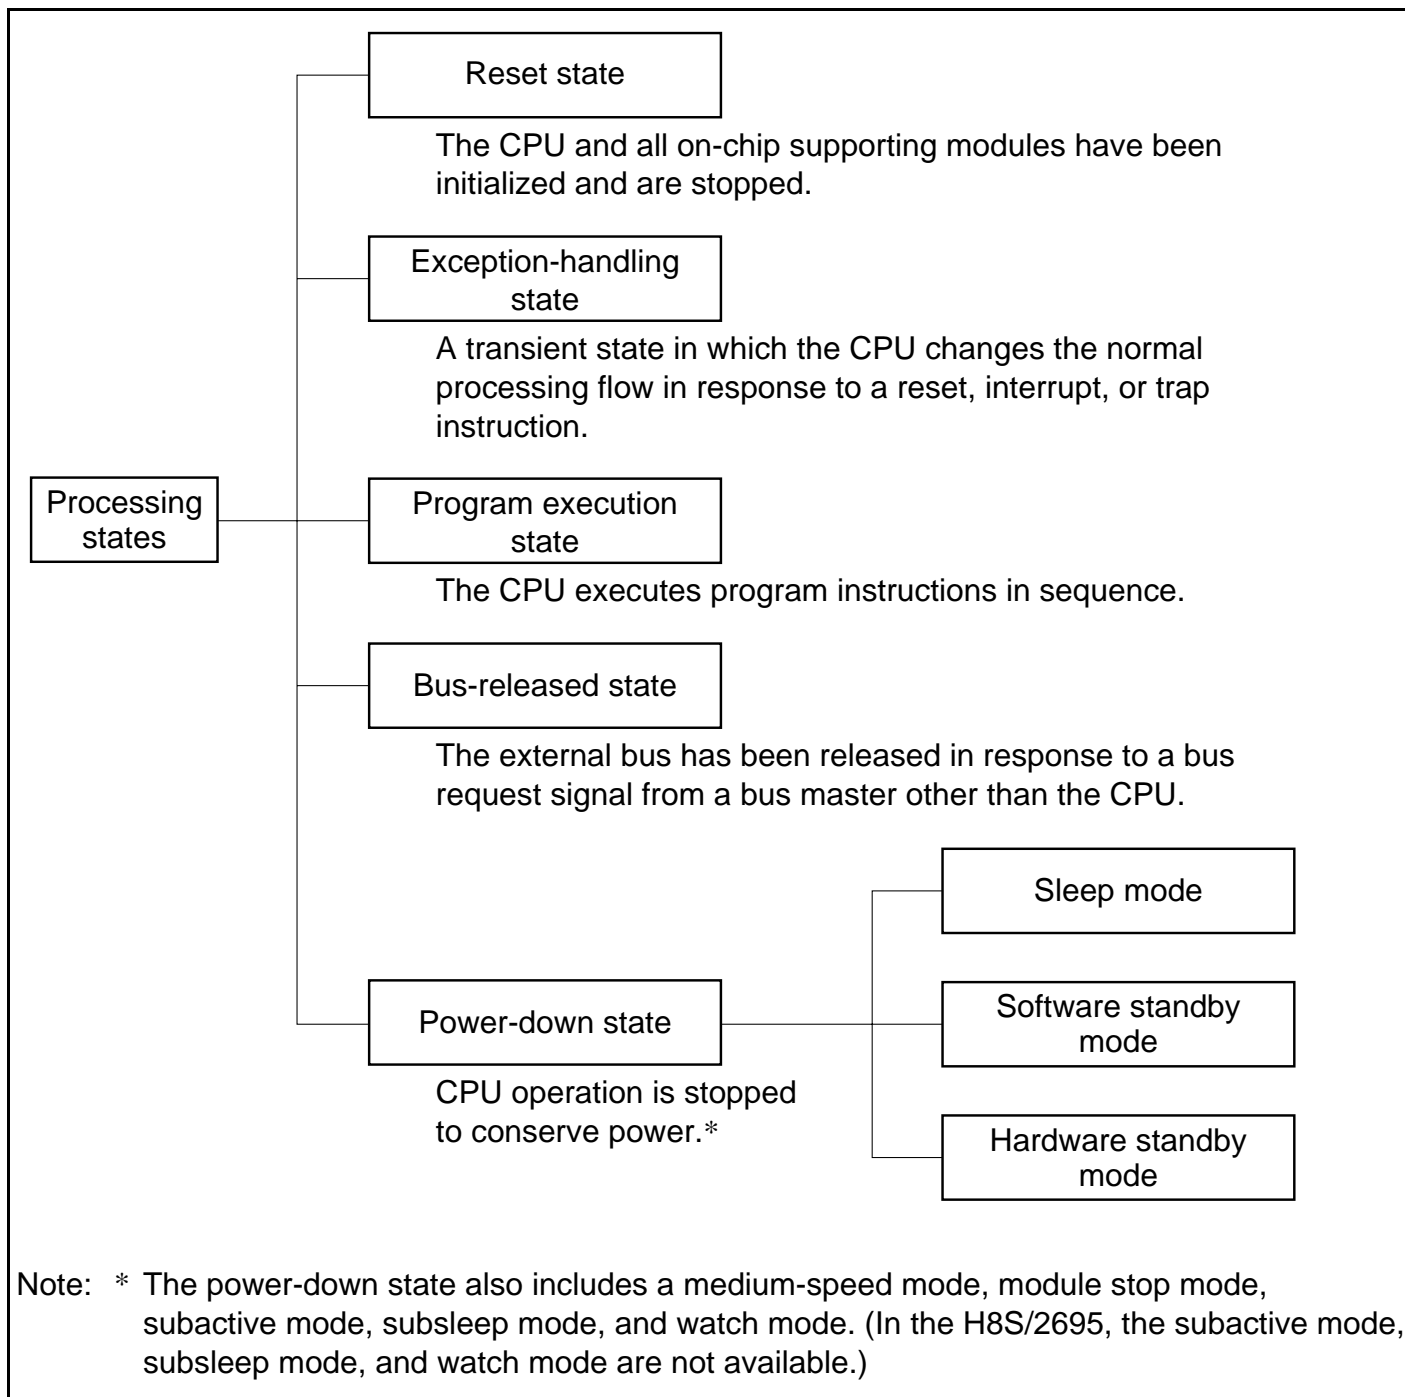 Reset state
The CPU and all on-chip supporting modules have been
initialized and are stopped.
Exception-handling
state
A transient state in which the CPU changes the normal
processing flow in response to a reset, interrupt, or trap
instruction.
Processing
states
Program execution
state
The CPU executes program instructions in sequence.
Bus-released state
The external bus has been released in response to a bus
request signal from a bus master other than the CPU.
Power-down state
CPU operation is stopped
to conserve power.*
Sleep mode
Software standby
mode
Hardware standby
mode
Note: * The power-down state also includes a medium-speed mode, module stop mode,
subactive mode, subsleep mode, and watch mode. (In the H8S/2695, the subactive mode,
subsleep mode, and watch mode are not available.)